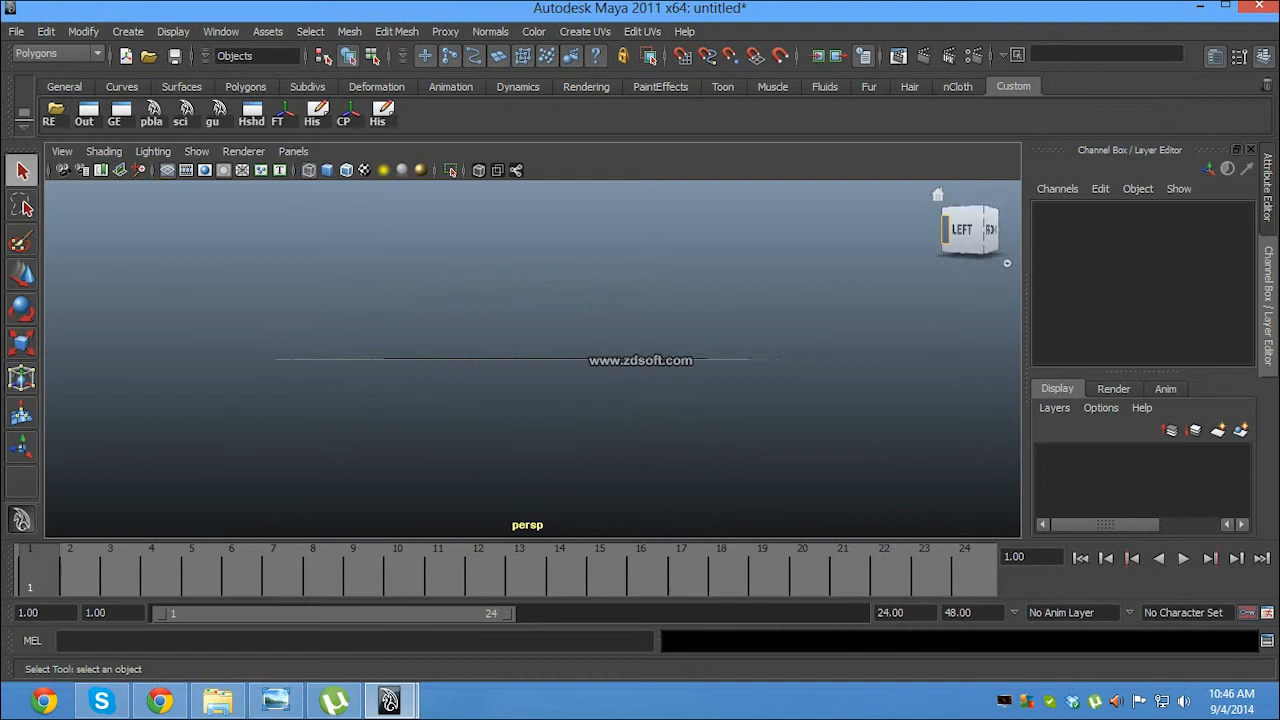 Autodesk Maya 2011 x64: untitled*
File Edit Modify Create Display Window Assets Select Mesh Edit Mesh Proxy Normals Color Create UVs Edit UVs Help
Polygons Objects
General Curves Surfaces Polygons Subdivs Deformation Animation Dynamics Rendering PaintEffects Toon Muscle Fluids Fur Hair nCloth Custom
RE Out GE pbla sci gu Hshd FT His CP His
View Shading Lighting Show Renderer Panels
Channel Box / Layer Editor
Channels Edit Object Show
Attribute Editor
Channel Box / Layer Editor
LEFT
www.zdsoft.com
persp
Display Render Anim
Layers Options Help
1 2 3 4 5 6 7 8 9 10 11 12 13 14 15 16 17 18 19 20 21 22 23 24
1
1.00
1.00 1.00 1 24 24.00 48.00 No Anim Layer No Character Set
MEL
Select Tool: select an object
10:46 AM
9/4/2014